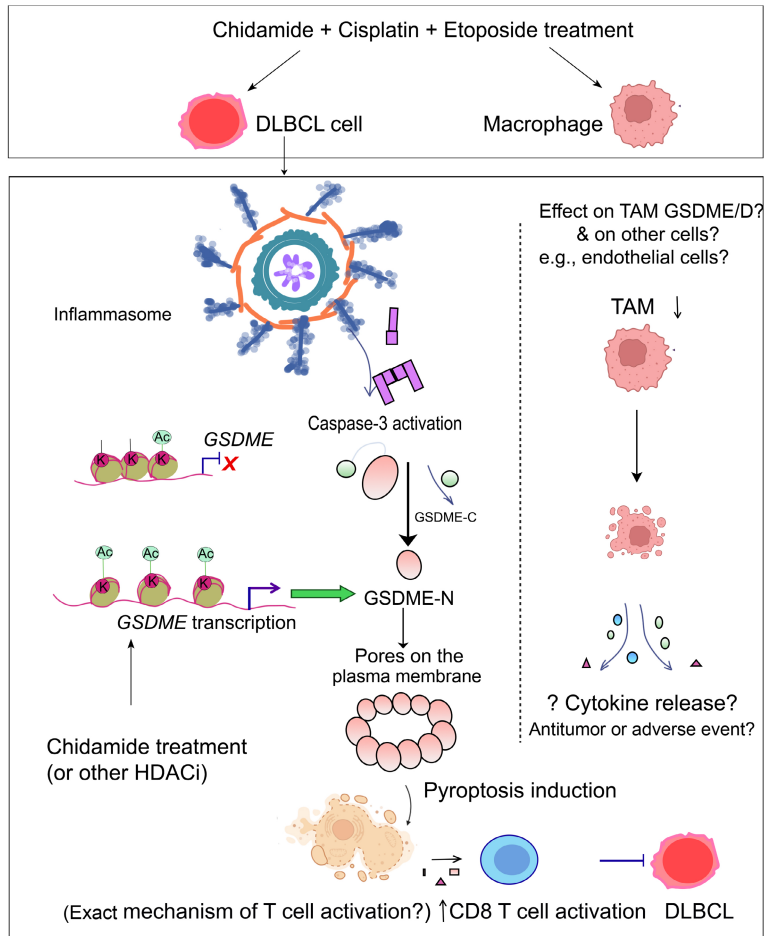 Chidamide + Cisplatin + Etoposide treatment
DLBCL cell
Macrophage
Inflammasome
Caspase-3 activation
Ac
GSDME
K K K
X
GSDME-C
Ac Ac Ac
K K K
GSDME transcription
GSDME-N
Pores on the
plasma membrane
Chidamide treatment
(or other HDACi)
Pyroptosis induction
(Exact mechanism of T cell activation?) ↑CD8 T cell activation DLBCL
Effect on TAM GSDME/D?
& on other cells?
e.g., endothelial cells?
TAM ↓
? Cytokine release?
Antitumor or adverse event?